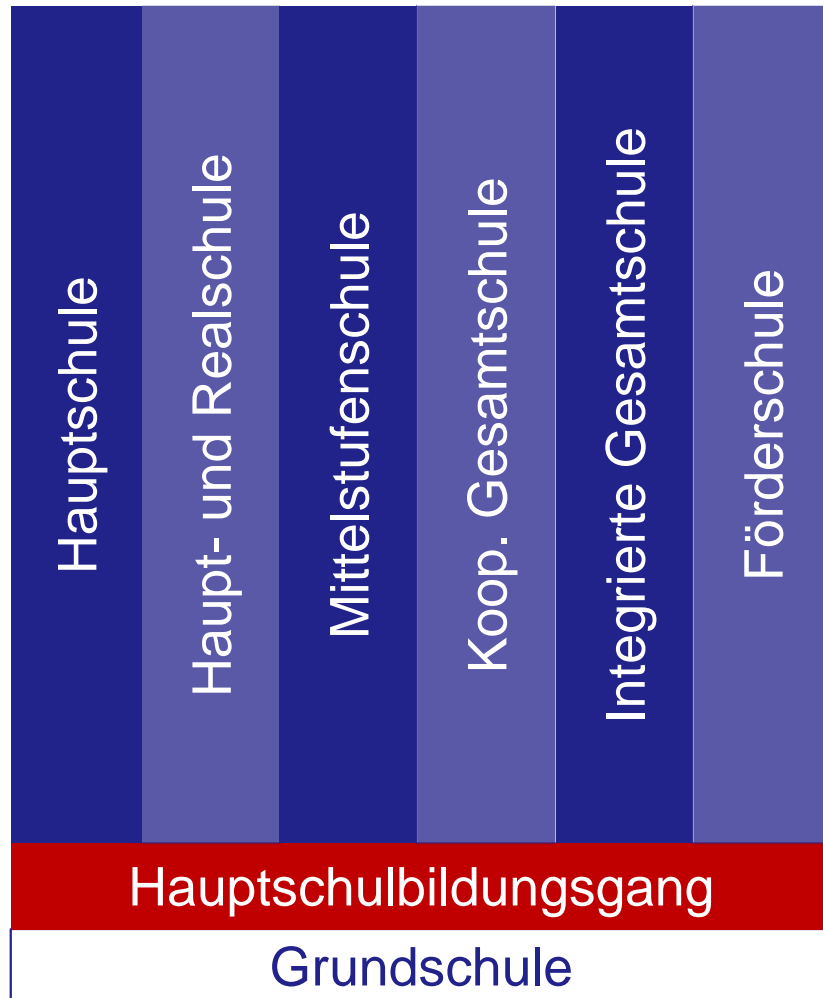 Hauptschule
Haupt- und Realschule
Mittelstufenschule
Koop. Gesamtschule
Integrierte Gesamtschule
Förderschule
Hauptschulbildungsgang
Grundschule